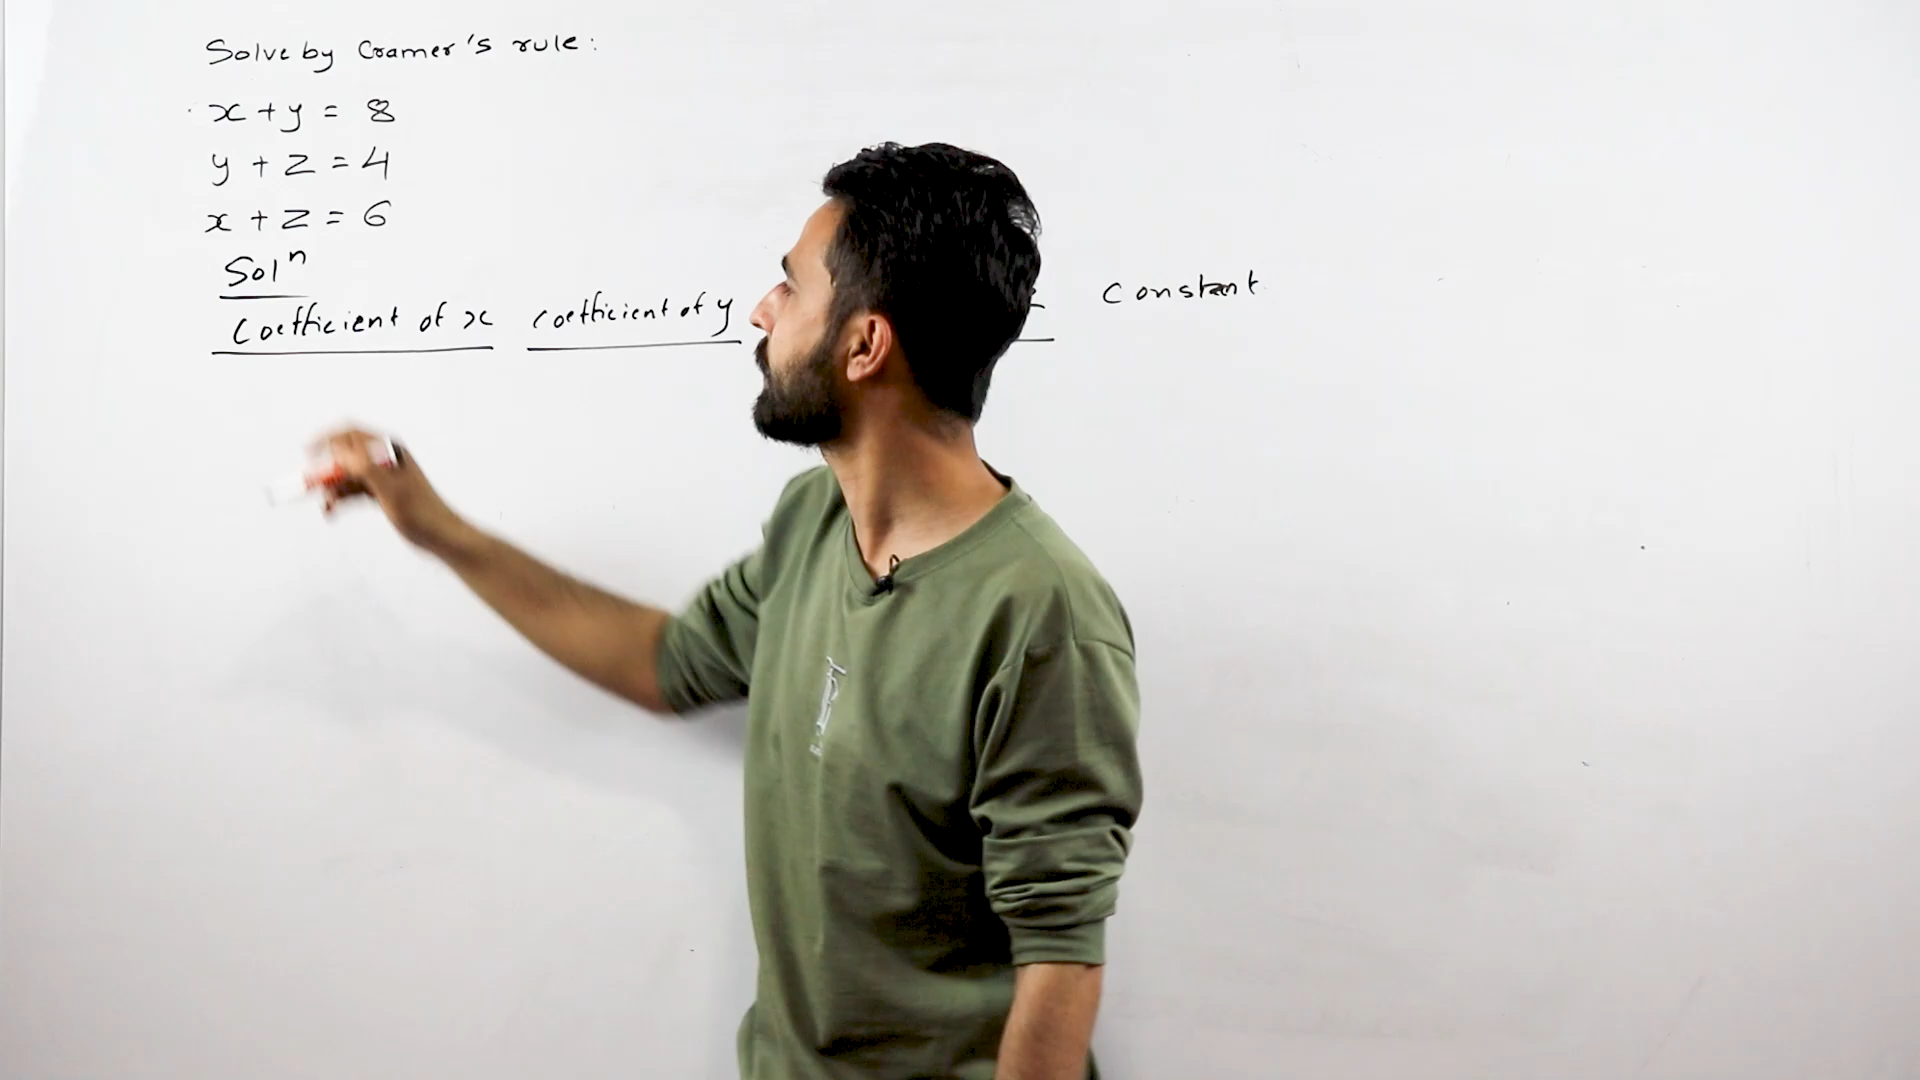 Solve by Cramer's rule:
x + y = 8
y + z = 4
x + z = 6
Solⁿ
Coefficient of x coefficient of y Constant